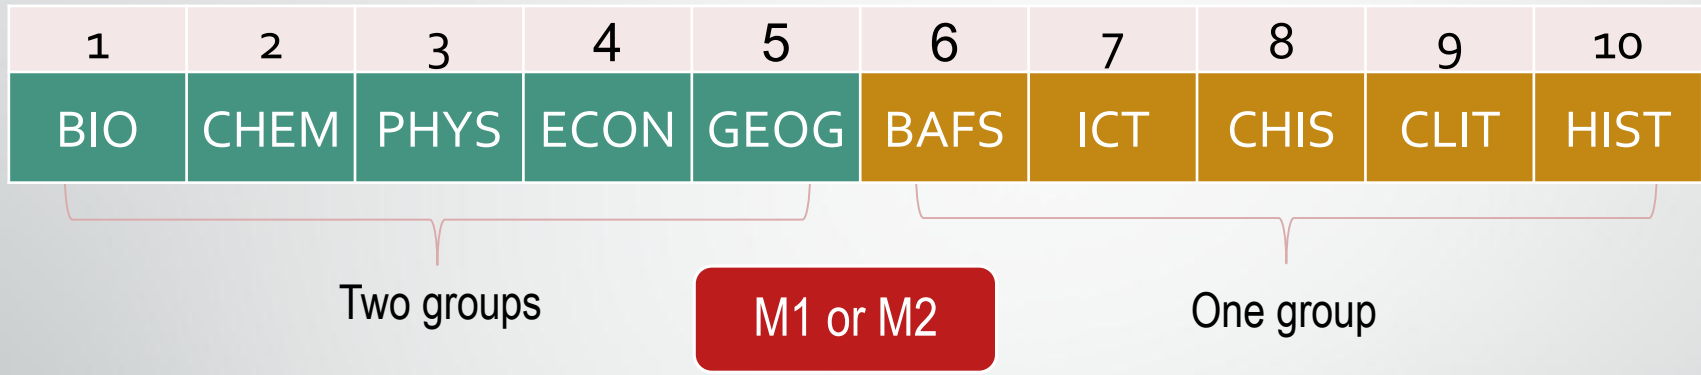 1 2 3 4 5 6 7 8 9 10
BIO CHEM PHYS ECON GEOG BAFS ICT CHIS CLIT HIST
Two groups M1 or M2 One group